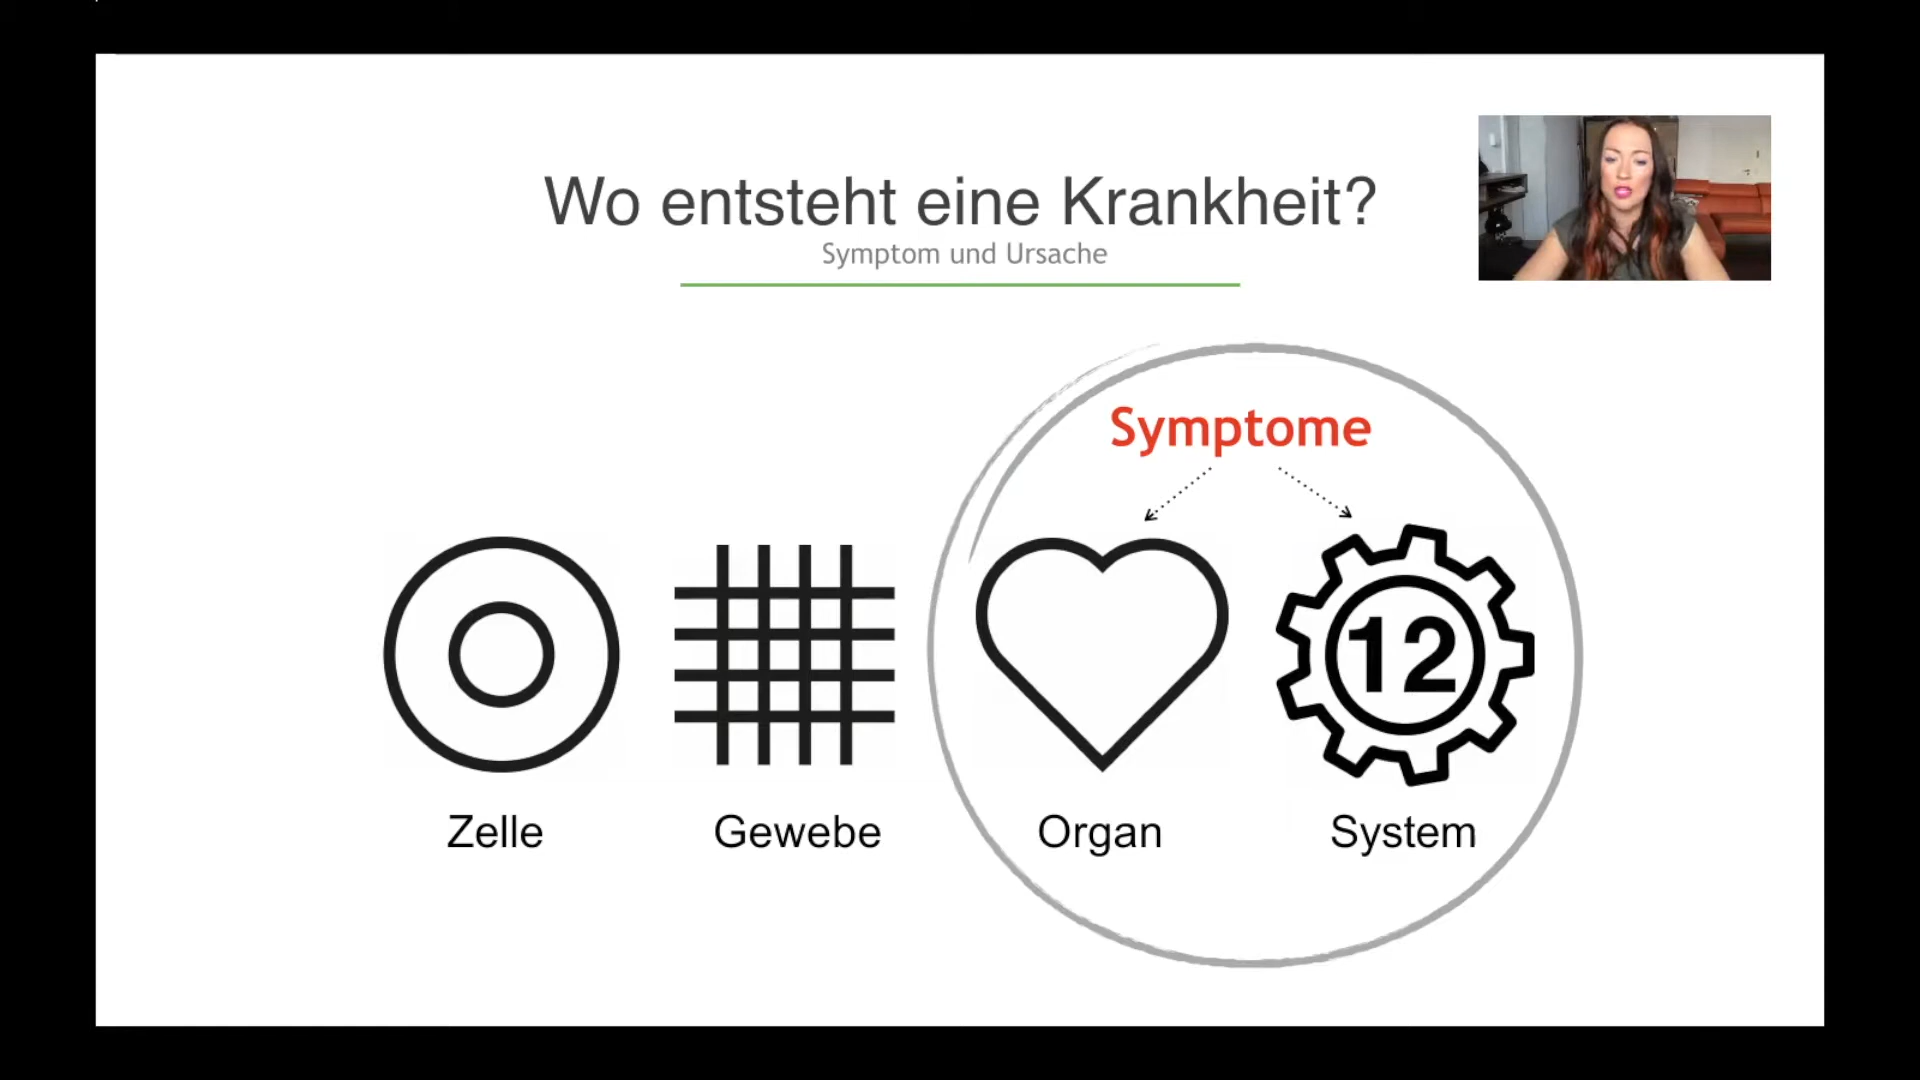 Wo entsteht eine Krankheit?
Symptom und Ursache
Symptome
12
Zelle
Gewebe
Organ
System